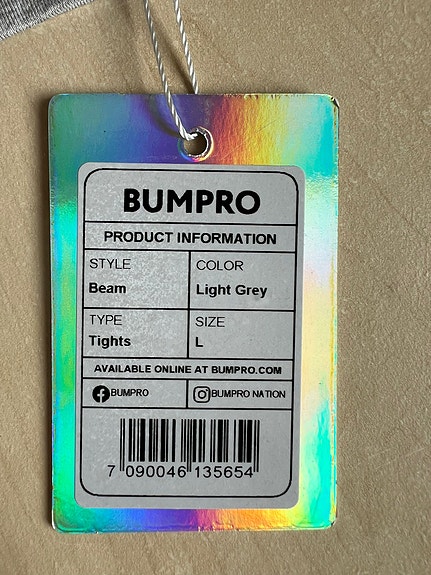 BUMPRO
PRODUCT INFORMATION
STYLE
Beam
COLOR
Light Grey
TYPE
Tights
SIZE
L
AVAILABLE ONLINE AT BUMPRO.COM
BUMPRO
BUMPRO NATION
7 090046 135654